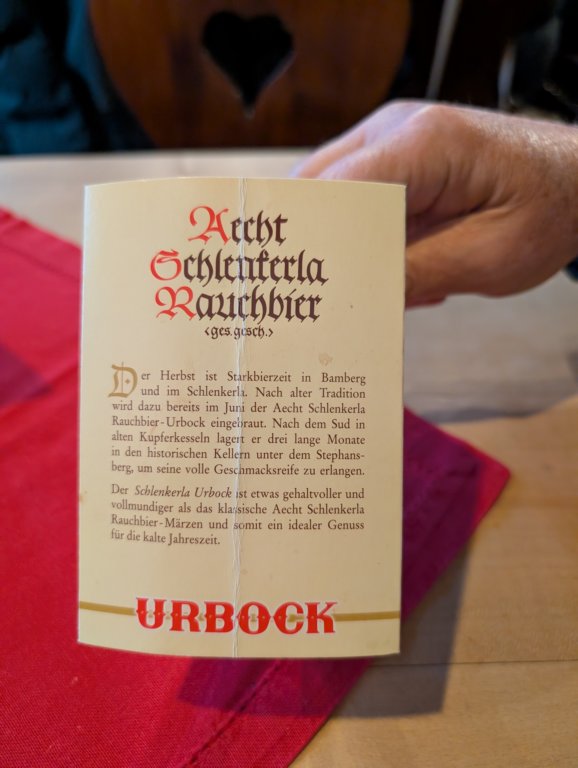 Aecht
Schlenkerla
Rauchbier
<ges.gesch.>
Der Herbst ist Starkbierzeit in Bamberg
und im Schlenkerla. Nach alter Tradition
wird dazu bereits im Juni der Aecht Schlenkerla
Rauchbier-Urbock eingebraut. Nach dem Sud in
alten Kupferkesseln lagert er drei lange Monate
in den historischen Kellern unter dem Stephans-
berg, um seine volle Geschmacksreife zu erlangen.
Der Schlenkerla Urbock ist etwas gehaltvoller und
vollmundiger als das klassische Aecht Schlenkerla
Rauchbier-Märzen und somit ein idealer Genuss
für die kalte Jahreszeit.
URBOCK